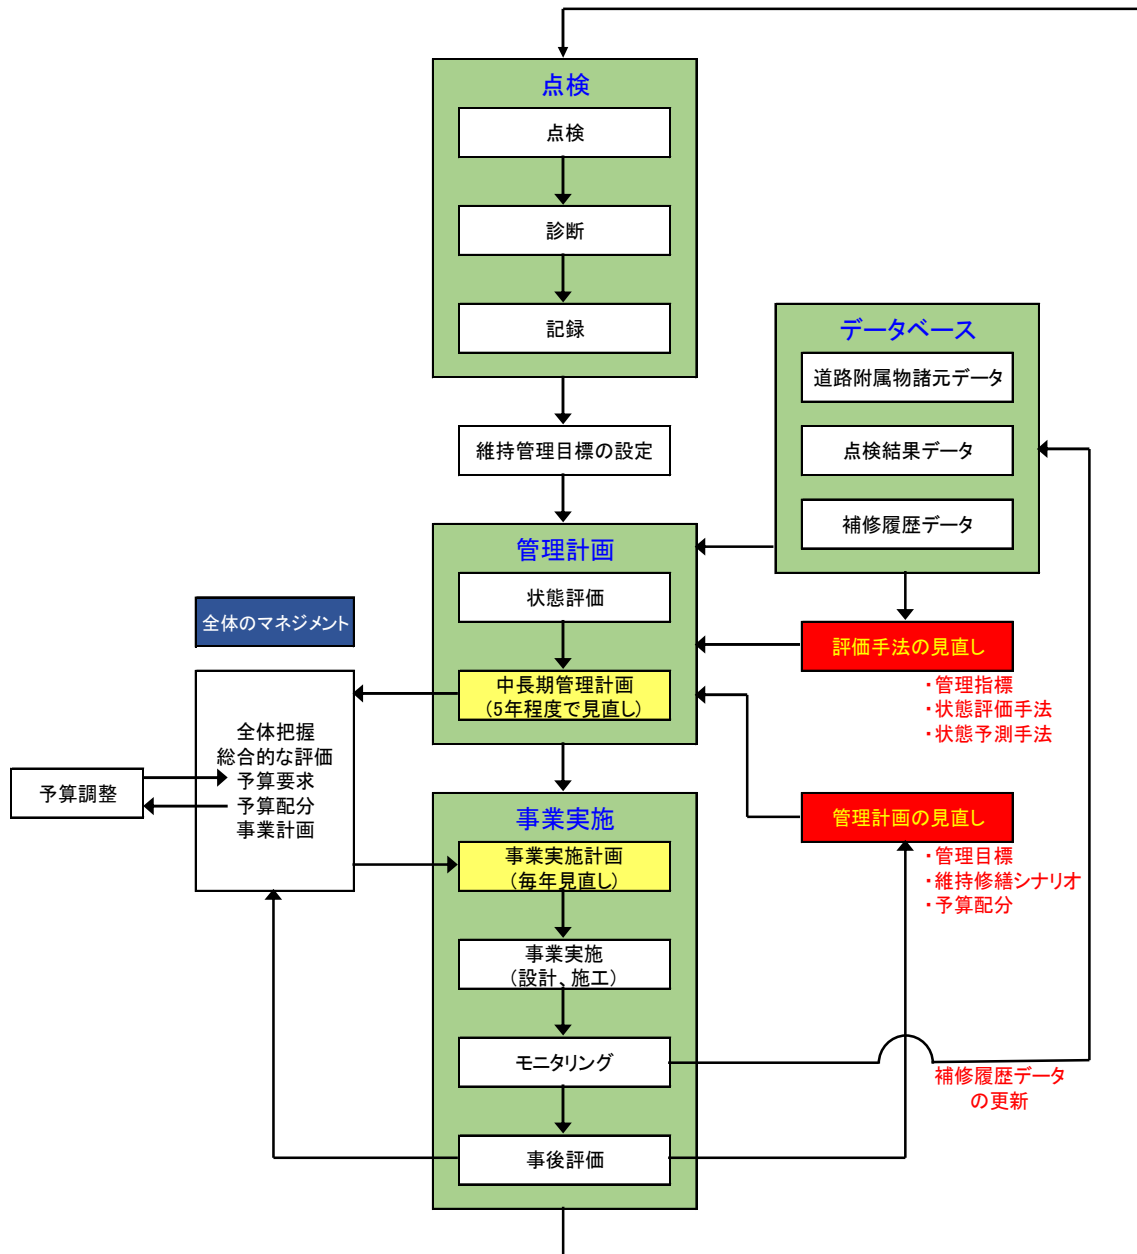 点検
点検
診断
記録
維持管理目標の設定
データベース
道路附属物諸元データ
点検結果データ
補修履歴データ
管理計画
状態評価
中長期管理計画
(5年程度で見直し)
評価手法の見直し
・管理指標
・状態評価手法
・状態予測手法
全体のマネジメント
全体把握
総合的な評価
予算要求
予算配分
事業計画
予算調整
管理計画の見直し
・管理目標
・維持修繕シナリオ
・予算配分
事業実施
事業実施計画
(毎年見直し)
事業実施
(設計、施工)
モニタリング
補修履歴データ
の更新
事後評価